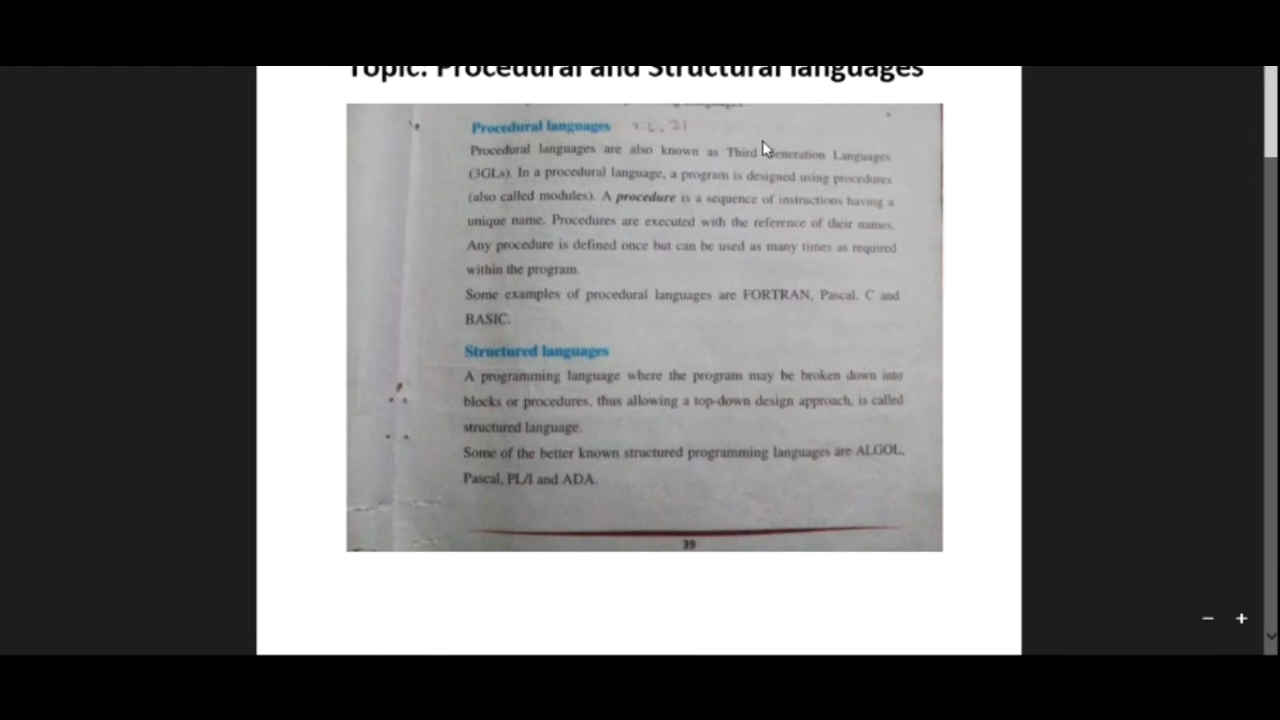 Topic: Procedural and Structural languages
Procedural languages
Procedural languages are also known as Third Generation Languages
(3GLs). In a procedural language, a program is designed using procedures
(also called modules). A procedure is a sequence of instructions having a
unique name. Procedures are executed with the reference of their names.
Any procedure is defined once but can be used as many times as required
within the program.
Some examples of procedural languages are FORTRAN, Pascal, C and
BASIC.
Structured languages
A programming language where the program may be broken down into
blocks or procedures, thus allowing a top-down design approach, is called
structured language.
Some of the better known structured programming languages are ALGOL,
Pascal, PL/I and ADA.
39
− +